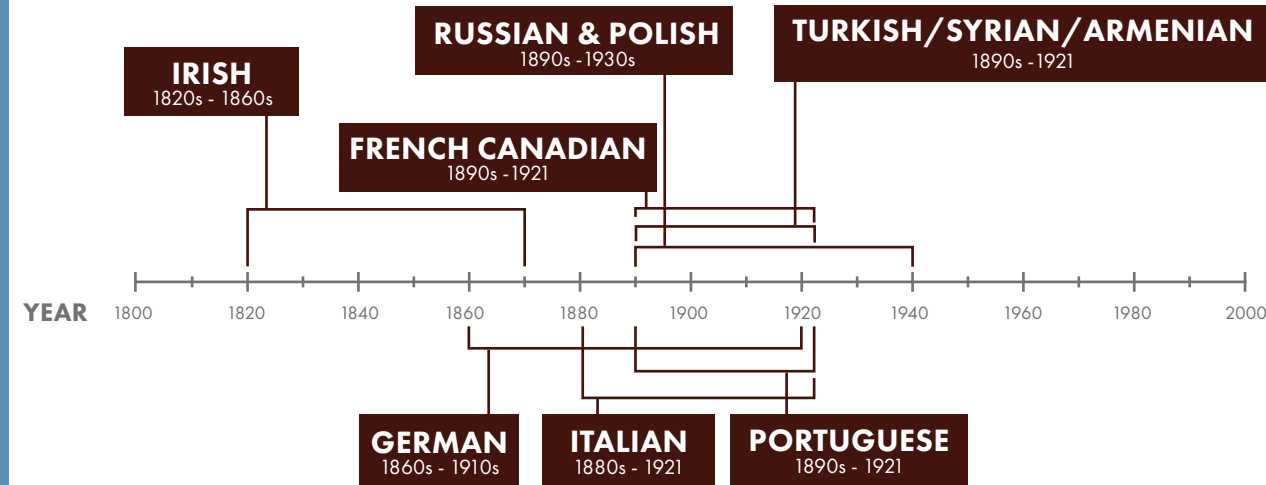 RUSSIAN & POLISH
1890s - 1930s
TURKISH/SYRIAN/ARMENIAN
1890s - 1921
IRISH
1820s - 1860s
FRENCH CANADIAN
1890s - 1921
YEAR
1800 1820 1840 1860 1880 1900 1920 1940 1960 1980 2000
GERMAN
1860s - 1910s
ITALIAN
1880s - 1921
PORTUGUESE
1890s - 1921